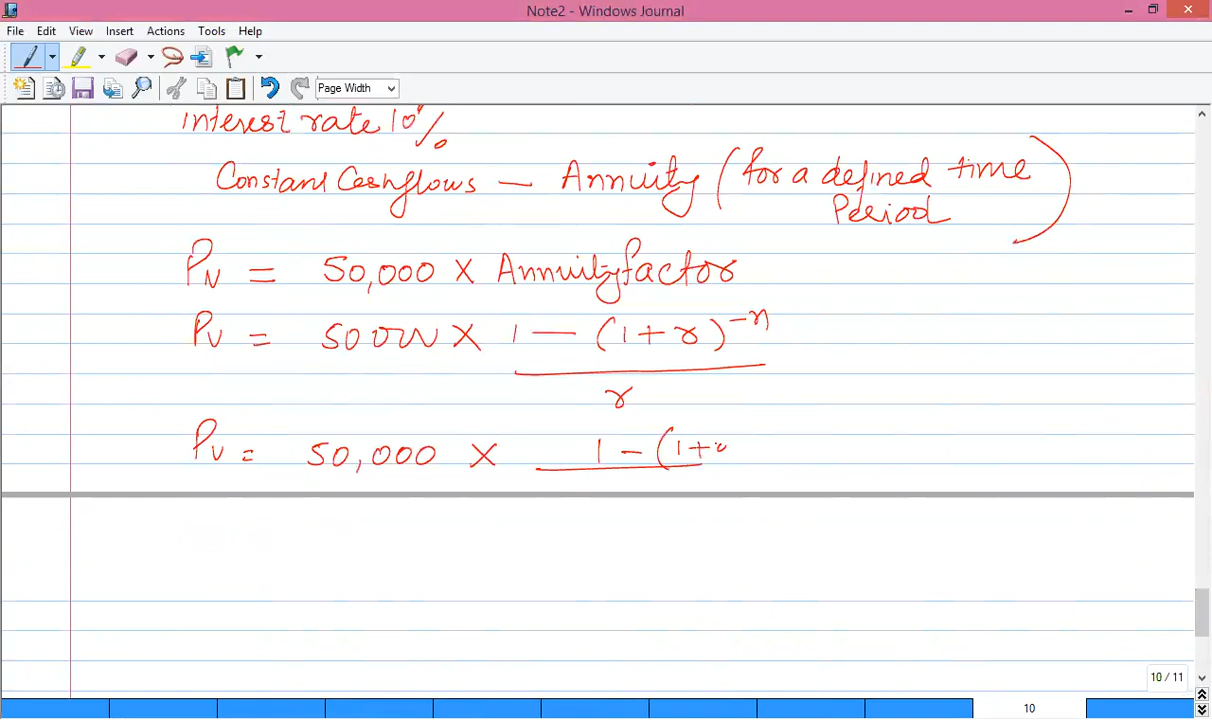 Note2 - Windows Journal
File Edit View Insert Actions Tools Help
Page Width
interest rate 10%
Constant Cashflows — Annuity (for a defined time
Period)
PV = 50,000 X Annuity factor
PV = 50000 X 1 — (1+r)^-n
r
PV = 50,000 X 1 - (1+
10 / 11
10